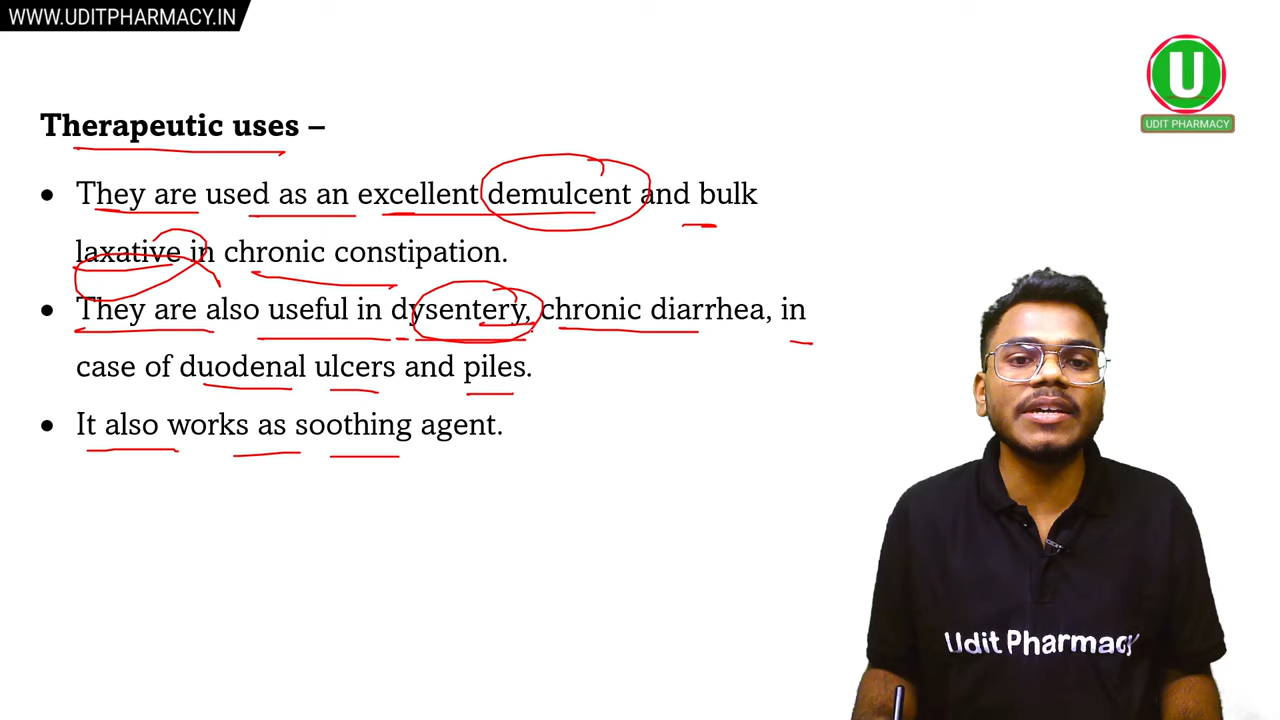 WWW.UDITPHARMACY.IN
U
UDIT PHARMACY
Therapeutic uses –
• They are used as an excellent demulcent and bulk
laxative in chronic constipation.
• They are also useful in dysentery, chronic diarrhea, in
case of duodenal ulcers and piles.
• It also works as soothing agent.
Udit Pharmacy